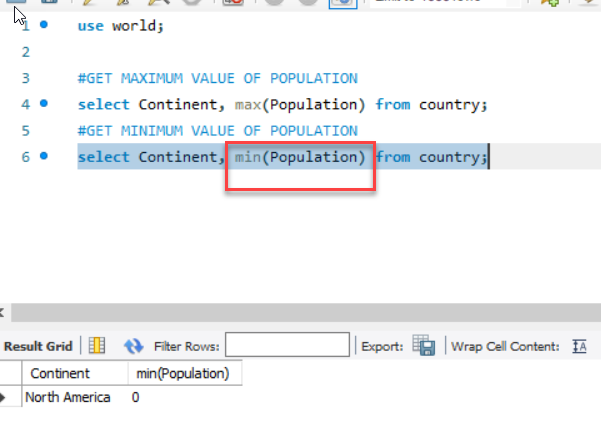 1 use world;
2
3 #GET MAXIMUM VALUE OF POPULATION
4 select Continent, max(Population) from country;
5 #GET MINIMUM VALUE OF POPULATION
6 select Continent, min(Population) from country;
Result Grid Filter Rows: Export: Wrap Cell Content: IA
Continent min(Population)
North America 0